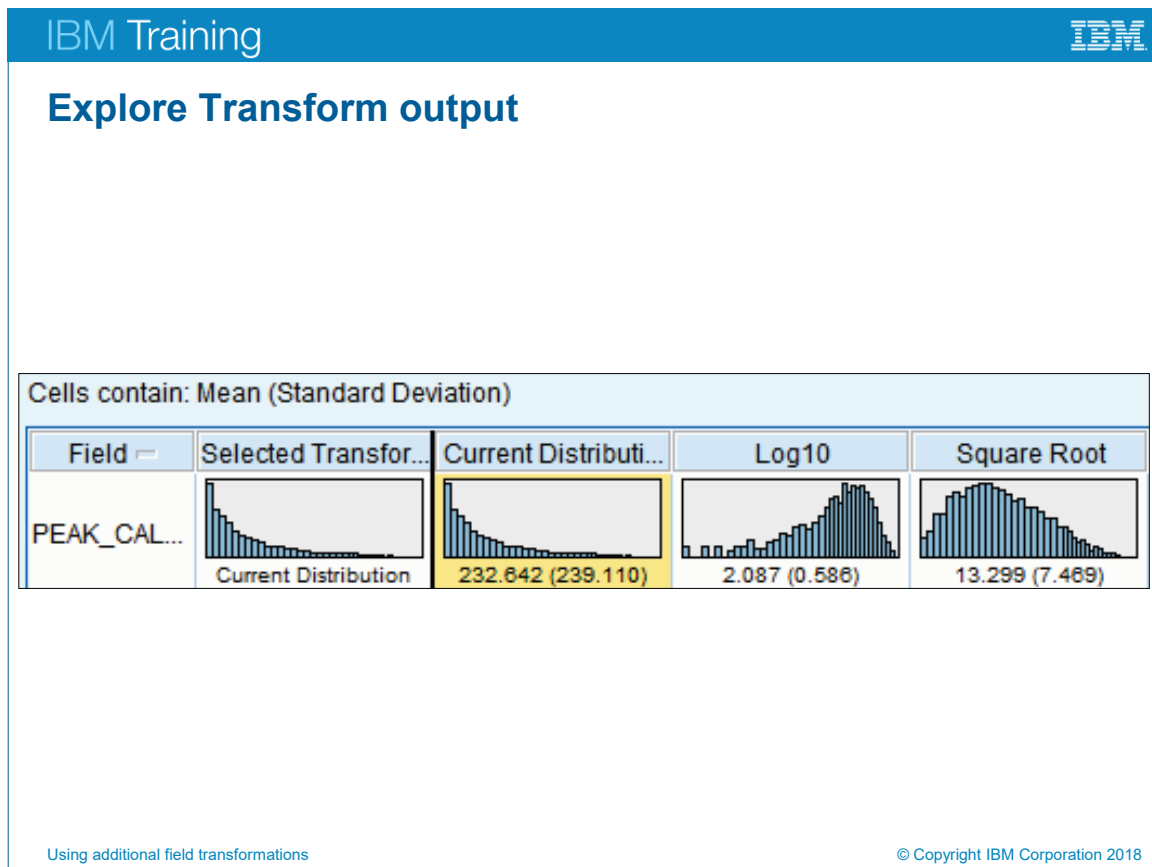 IBM Training
IBM
Explore Transform output
Cells contain: Mean (Standard Deviation)
Field Selected Transfor... Current Distributi... Log10 Square Root
PEAK_CAL...
Current Distribution 232.642 (239.110) 2.087 (0.586) 13.299 (7.469)
Using additional field transformations © Copyright IBM Corporation 2018